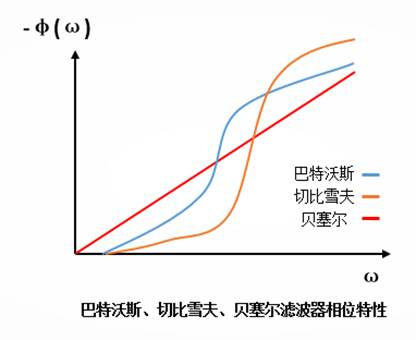 - ϕ ( ω )
巴特沃斯
切比雪夫
贝塞尔
ω
巴特沃斯、切比雪夫、贝塞尔滤波器相位特性